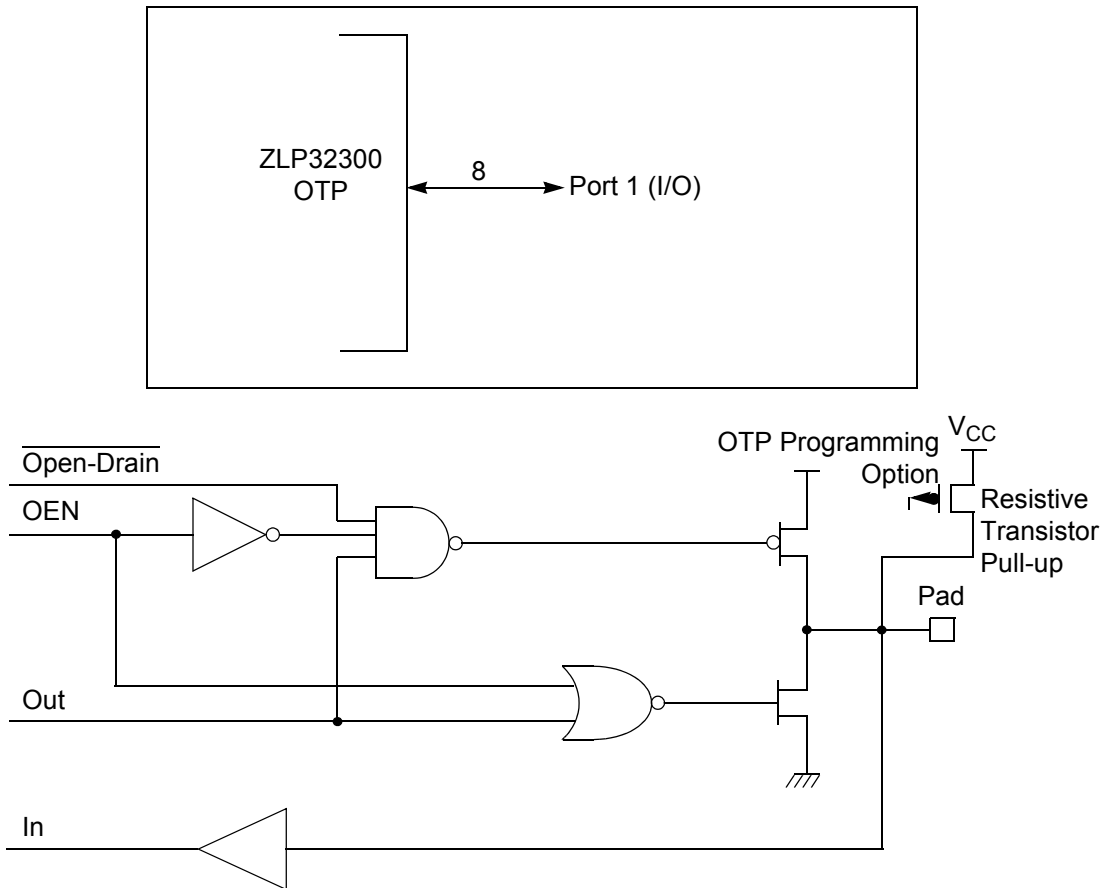 ZLP32300
OTP
8
Port 1 (I/O)
Open-Drain
OEN
Out
In
OTP Programming
Option
VCC
Resistive
Transistor
Pull-up
Pad